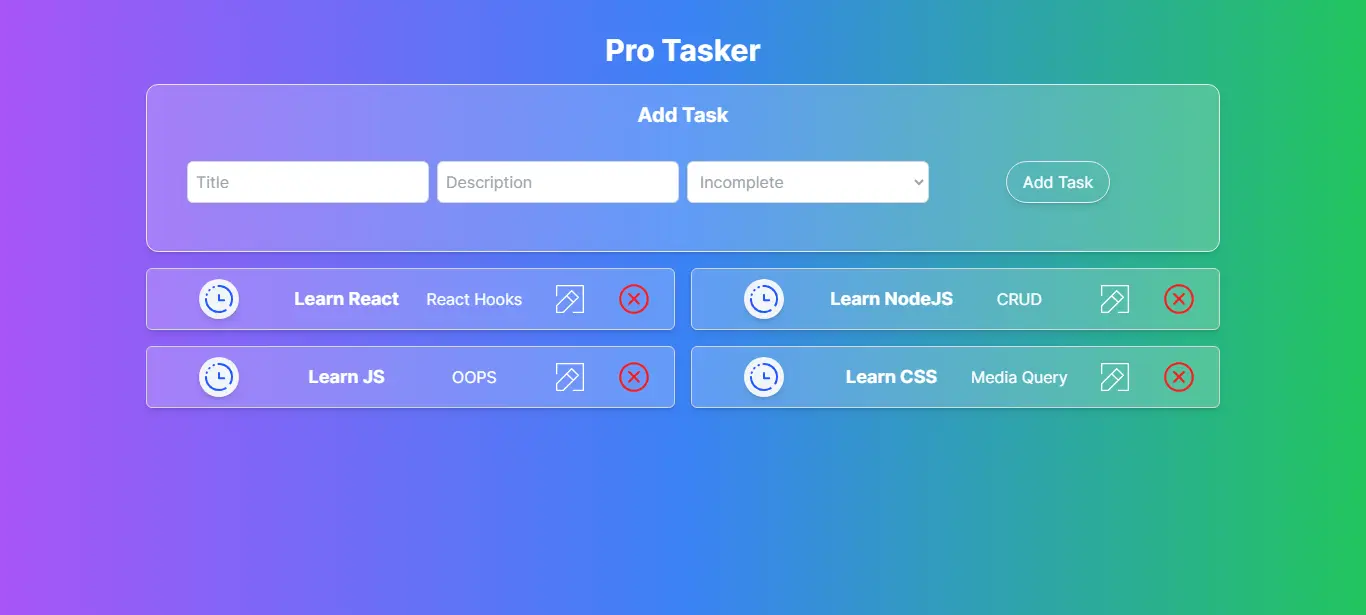 Pro Tasker
Add Task
Title Description Incomplete Add Task
Learn React React Hooks Learn NodeJS CRUD
Learn JS OOPS Learn CSS Media Query